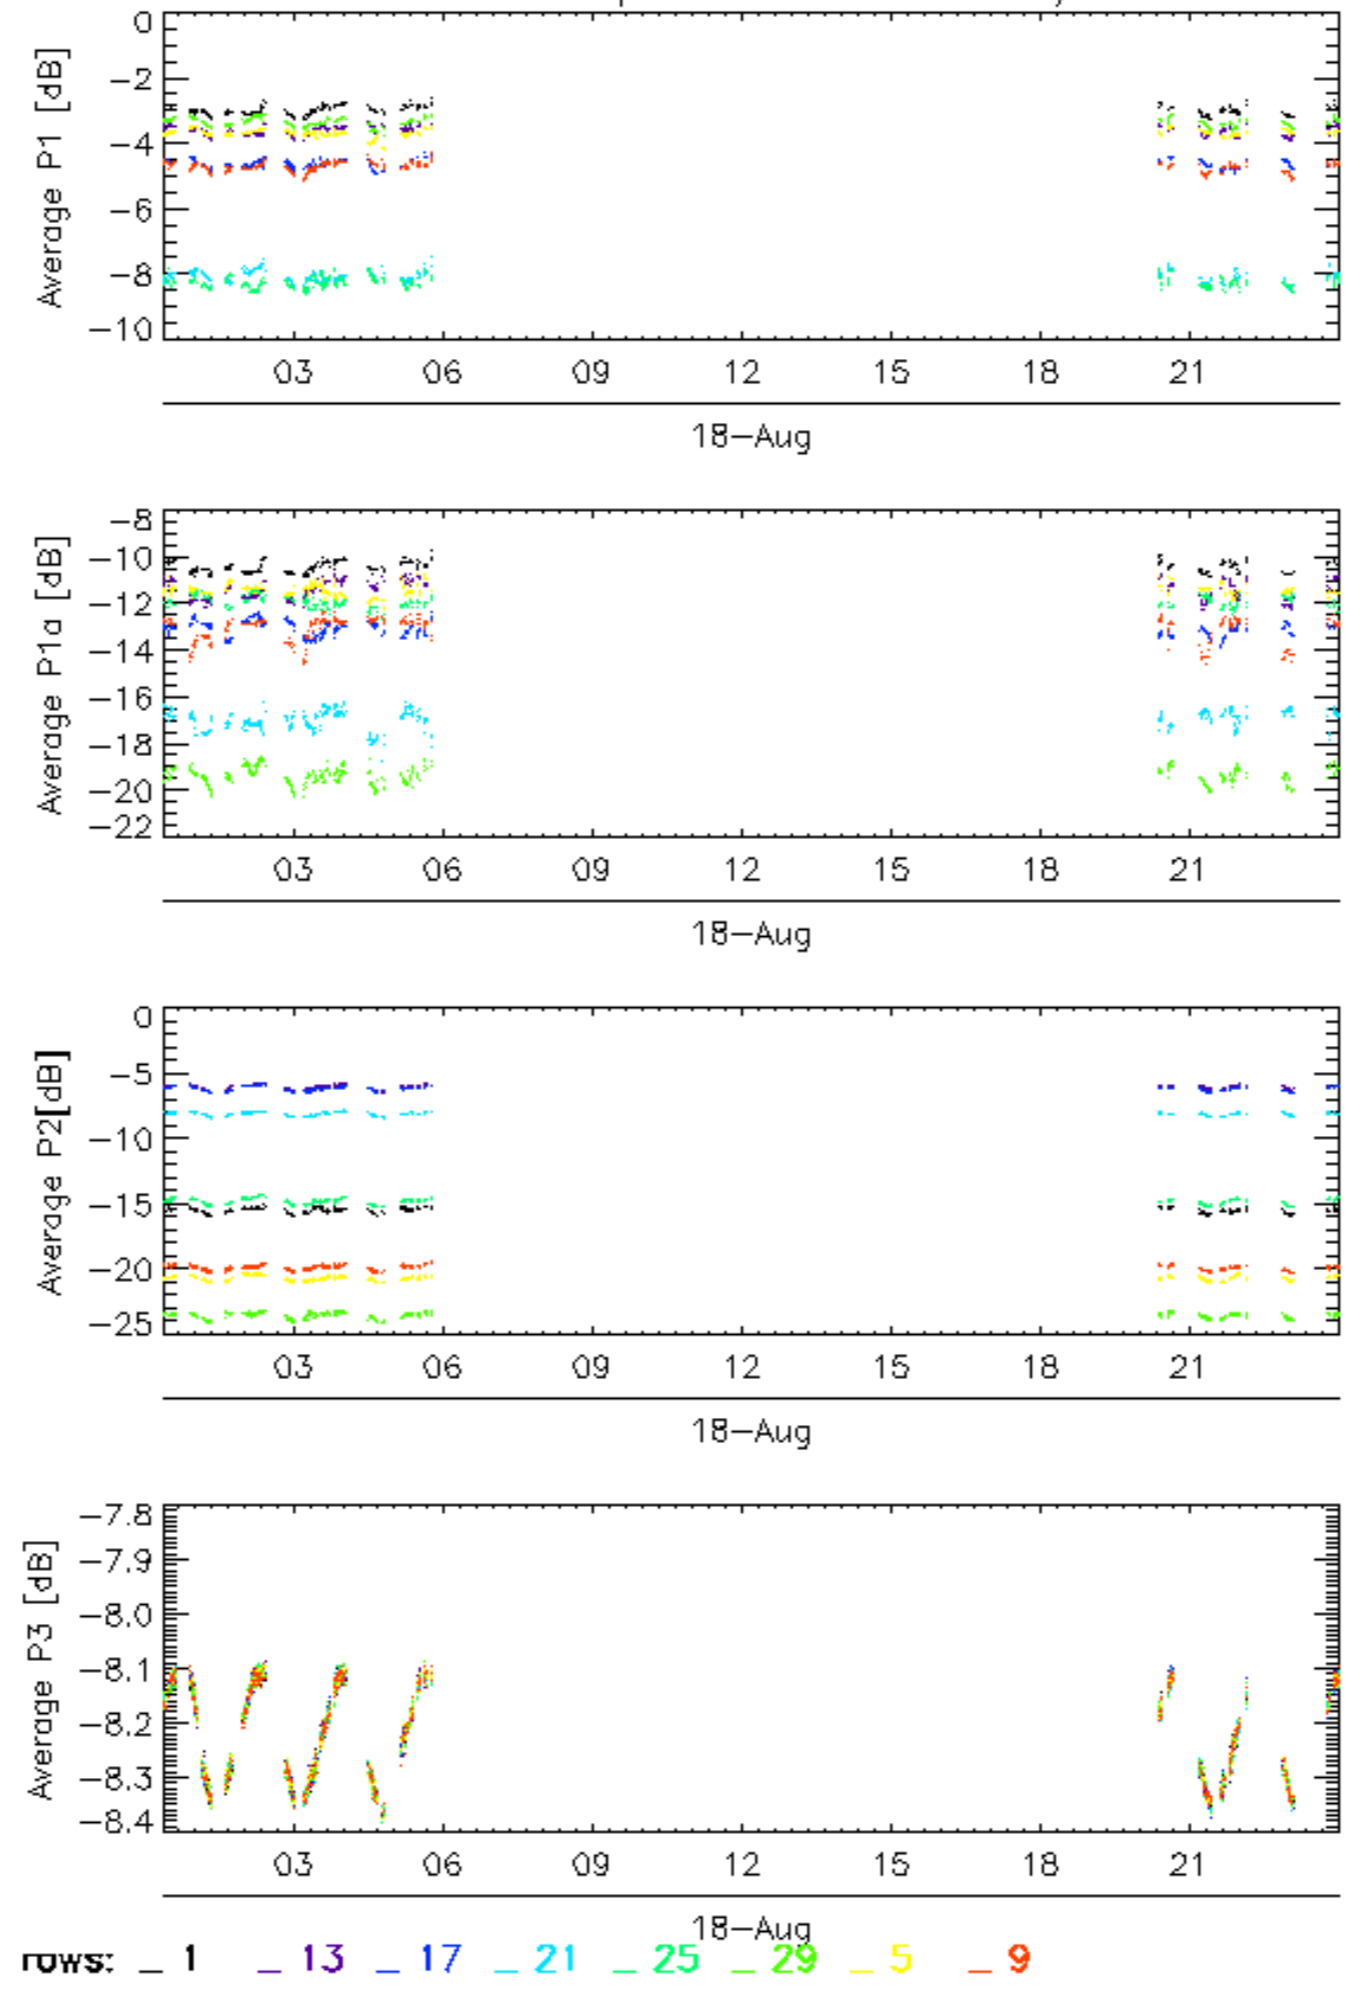 0
−2
−4
−6
−8
−10
Average P1 [dB]
03 06 09 12 15 18 21
18−Aug
−8
−10
−12
−14
−16
−18
−20
−22
Average P1a [dB]
03 06 09 12 15 18 21
18−Aug
0
−5
−10
−15
−20
−25
Average P2[dB]
03 06 09 12 15 18 21
18−Aug
−7.8
−7.9
−8.0
−8.1
−8.2
−8.3
−8.4
Average P3 [dB]
03 06 09 12 15 18 21
18−Aug
rows: _ 1 _ 13 _ 17 _ 21 _ 25 _ 29 _ 5 _ 9